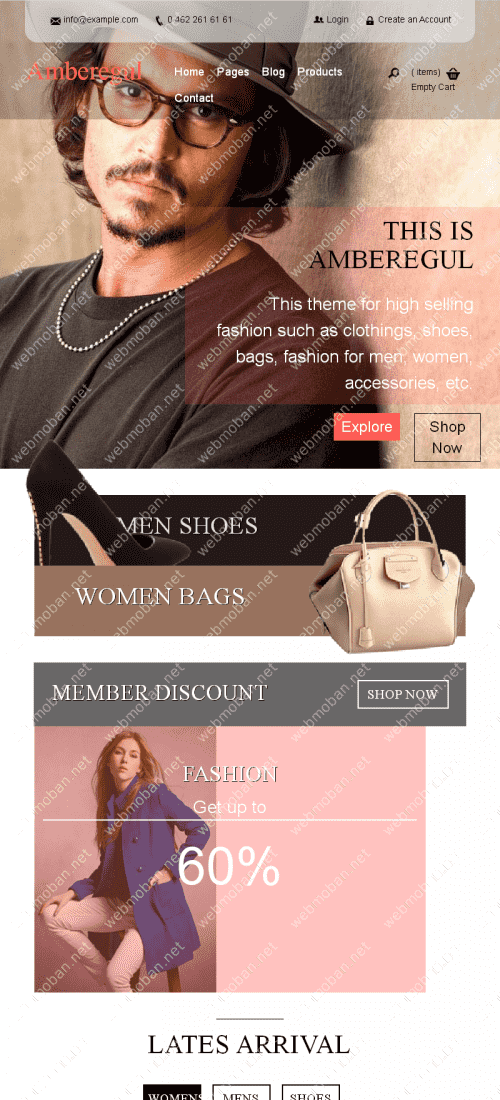 info@example.com 0 462 261 61 61 Login Create an Account
Amberegul
Home Pages Blog Products
Contact
( items)
Empty Cart
THIS IS
AMBEREGUL
This theme for high selling
fashion such as clothings, shoes,
bags, fashion for men, women,
accessories, etc.
Explore
Shop
Now
MEN SHOES
WOMEN BAGS
MEMBER DISCOUNT
SHOP NOW
FASHION
Get up to
60%
LATES ARRIVAL
WOMENS MENS SHOES
webmoban.net